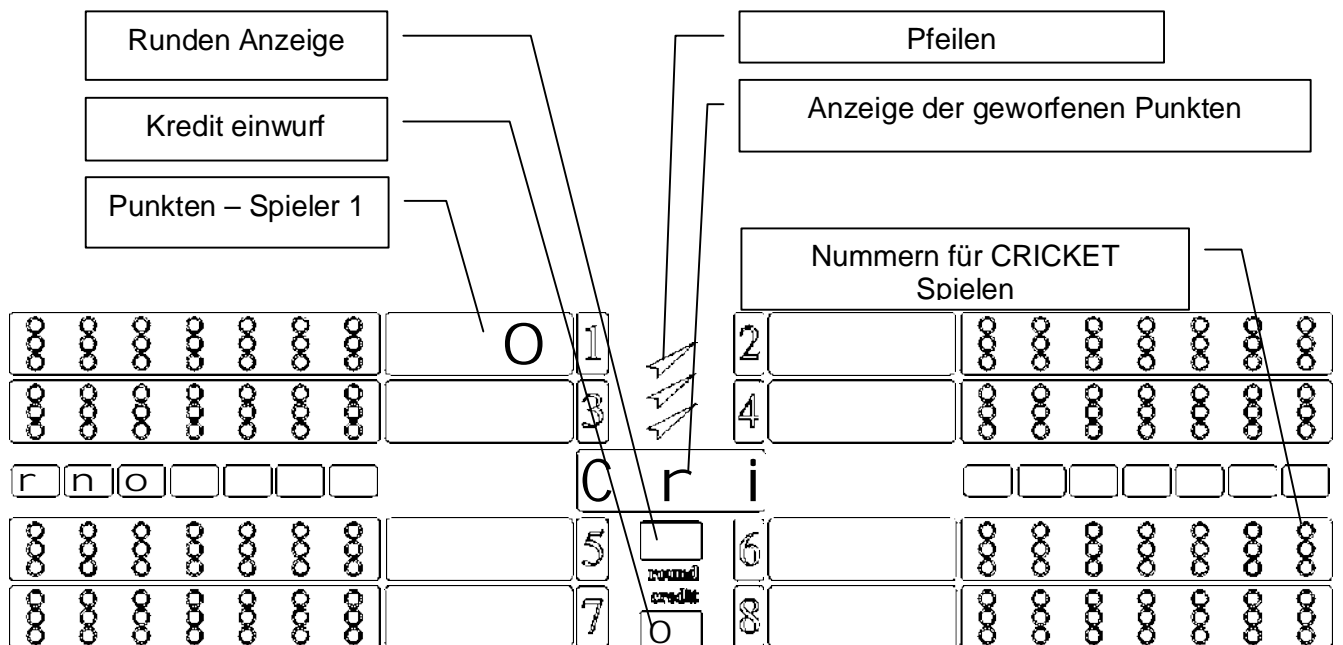 Runden Anzeige
Pfeilen
Kredit einwurf
Anzeige der geworfenen Punkten
Punkten – Spieler 1
Nummern für CRICKET
Spielen
O 1 2
3 4
r n o C r i
5 6
round
credit
7 o 8